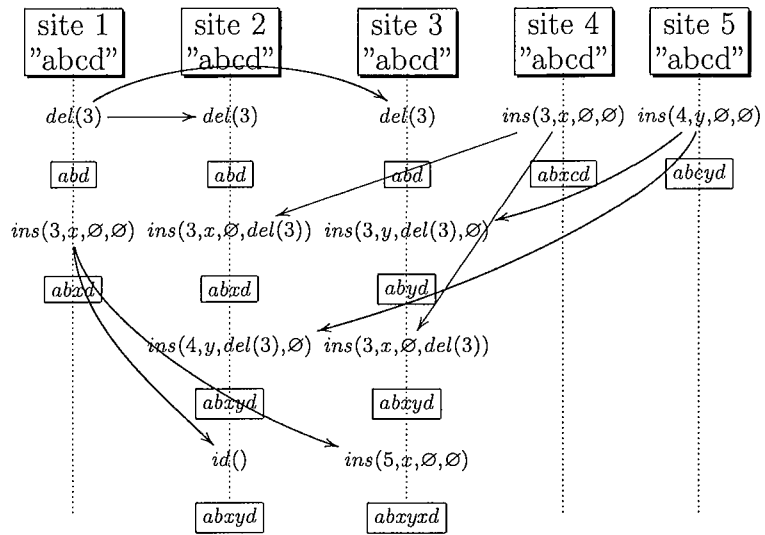 site 1 site 2 site 3 site 4 site 5
"abcd" "abcd" "abcd" "abcd" "abcd"
del(3) del(3) del(3) ins(3,x,∅,∅) ins(4,y,∅,∅)
abd abd abd abxcd abcyd
ins(3,x,∅,∅) ins(3,x,∅,del(3)) ins(3,y,del(3),∅)
abxd abxd abyd
ins(4,y,del(3),∅) ins(3,x,∅,del(3))
abxyd abxyd
id() ins(5,x,∅,∅)
abxyd abxyxd